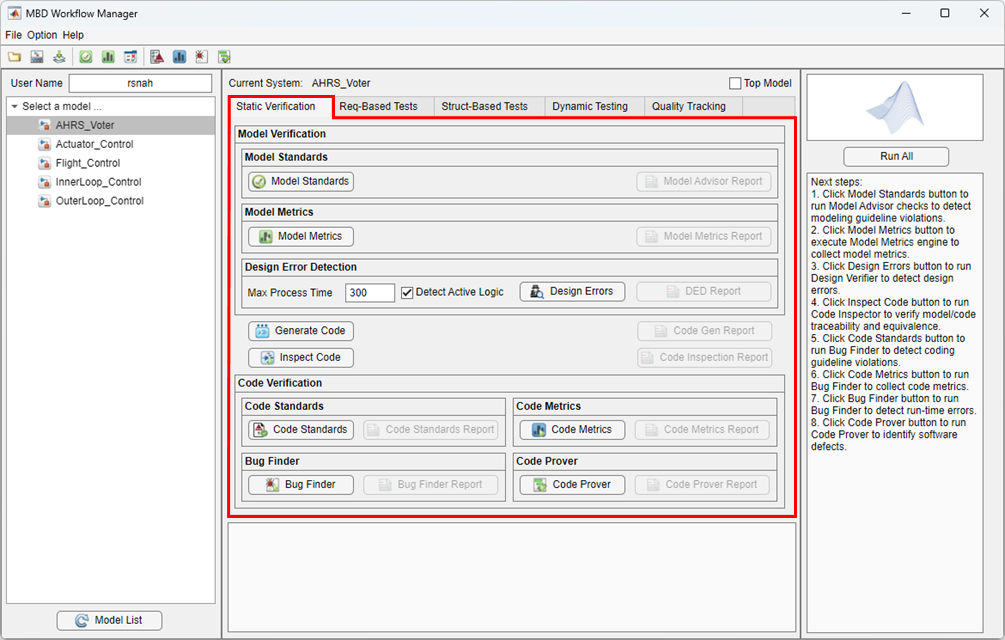 MBD Workflow Manager
File Option Help
User Name rsnah
Select a model ...
AHRS_Voter
Actuator_Control
Flight_Control
InnerLoop_Control
OuterLoop_Control
Model List
Current System: AHRS_Voter
Top Model
Static Verification Req-Based Tests Struct-Based Tests Dynamic Testing Quality Tracking
Model Verification
Model Standards
Model Standards Model Advisor Report
Model Metrics
Model Metrics Model Metrics Report
Design Error Detection
Max Process Time 300 Detect Active Logic Design Errors DED Report
Generate Code Code Gen Report
Inspect Code Code Inspection Report
Code Verification
Code Standards
Code Standards Code Standards Report
Code Metrics
Code Metrics Code Metrics Report
Bug Finder
Bug Finder Bug Finder Report
Code Prover
Code Prover Code Prover Report
Run All
Next steps:
1. Click Model Standards button to
run Model Advisor checks to detect
modeling guideline violations.
2. Click Model Metrics button to
execute Model Metrics engine to
collect model metrics.
3. Click Design Errors button to run
Design Verifier to detect design
errors.
4. Click Inspect Code button to run
Code Inspector to verify model/code
traceability and equivalence.
5. Click Code Standards button to
run Bug Finder to detect coding
guideline violations.
6. Click Code Metrics button to run
Bug Finder to collect code metrics.
7. Click Bug Finder button to run
Bug Finder to detect run-time errors.
8. Click Code Prover button to run
Code Prover to identify software
defects.